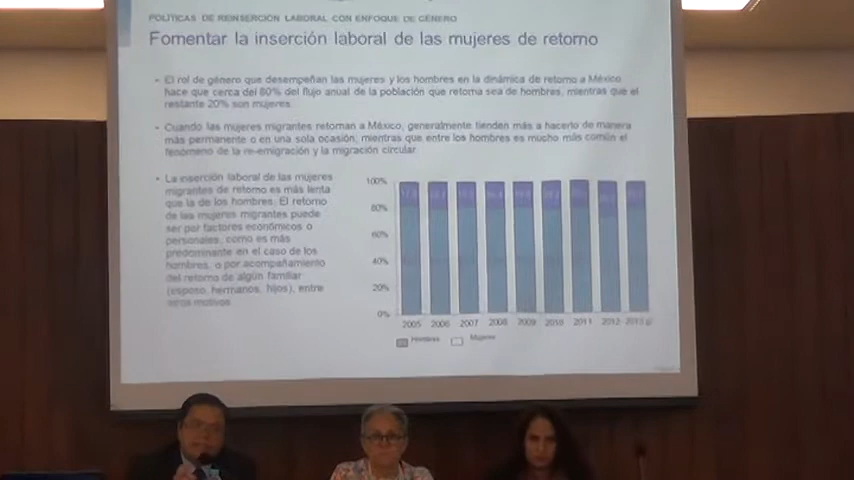 POLÍTICAS DE REINSERCIÓN LABORAL CON ENFOQUE DE GÉNERO
Fomentar la inserción laboral de las mujeres de retorno
• El rol de género que desempeñan las mujeres y los hombres en la dinámica de retorno a México
hace que cerca del 80% del flujo anual de la población que retorna sea de hombres, mientras que el
restante 20% son mujeres.
• Cuando las mujeres migrantes retornan a México, generalmente tienden más a hacerlo de manera
más permanente o en una sola ocasión, mientras que entre los hombres es mucho más común el
fenómeno de la re-emigración y la migración circular.
• La inserción laboral de las mujeres
migrantes de retorno es más lenta
que la de los hombres. El retorno
de las mujeres migrantes puede
ser por factores económicos o
personales, como es más
predominante en el caso de los
hombres, o por acompañamiento
del retorno de algún familiar
(esposo, hermanos, hijos), entre
otros motivos.
100%
80%
60%
40%
20%
0%
2005 2006 2007 2008 2009 2010 2011 2012 2013 p/
Hombres Mujeres